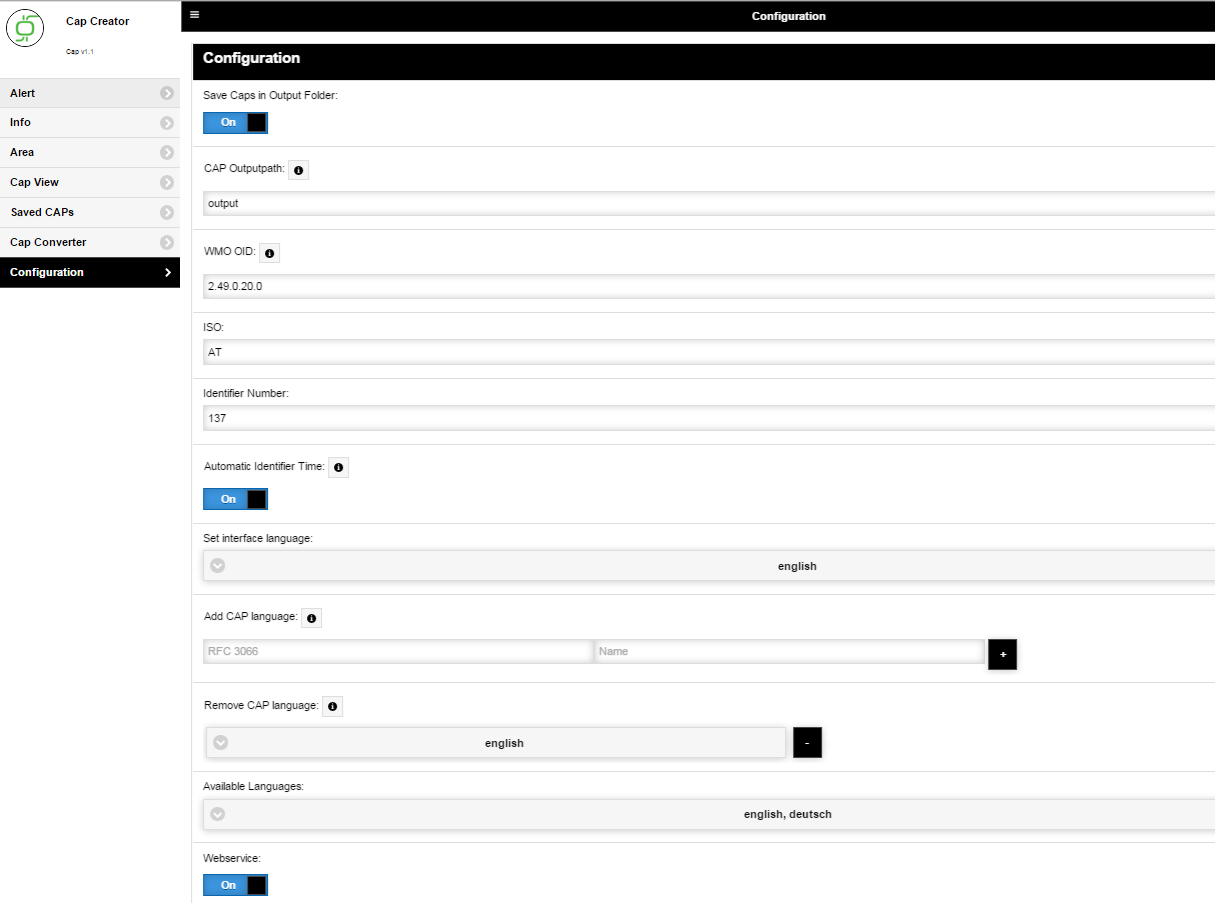 Cap Creator
Cap v1.1
Alert
Info
Area
Cap View
Saved CAPs
Cap Converter
Configuration
Configuration
Configuration
Save Caps in Output Folder:
On
CAP Outputpath:
output
WMO OID:
2.49.0.20.0
ISO:
AT
Identifier Number:
137
Automatic Identifier Time:
On
Set interface language:
english
Add CAP language:
RFC 3066 Name +
Remove CAP language:
english -
Available Languages:
english, deutsch
Webservice:
On